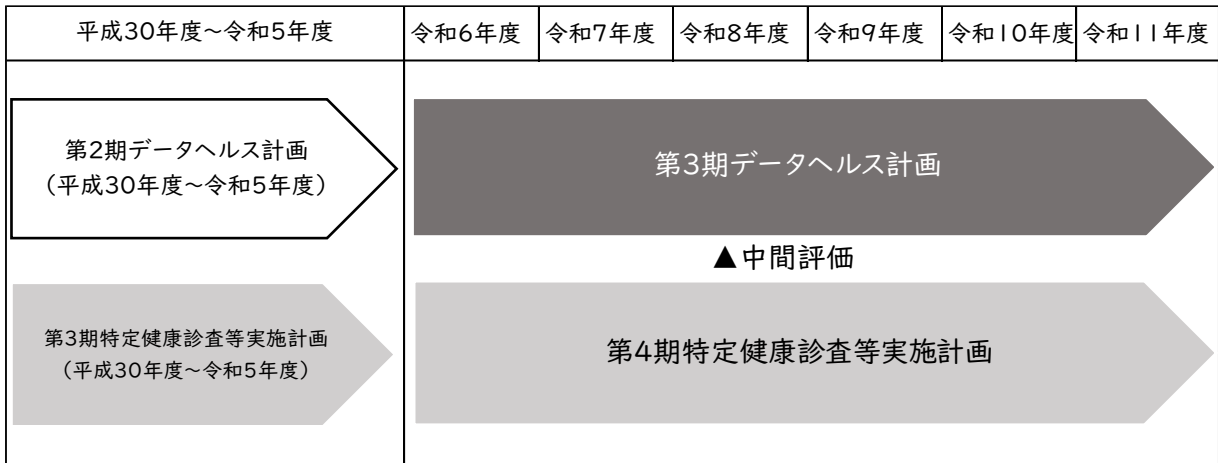 平成30年度～令和5年度
令和6年度
令和7年度
令和8年度
令和9年度
令和10年度
令和11年度
第2期データヘルス計画
（平成30年度～令和5年度）
第3期データヘルス計画
▲中間評価
第3期特定健康診査等実施計画
（平成30年度～令和5年度）
第4期特定健康診査等実施計画